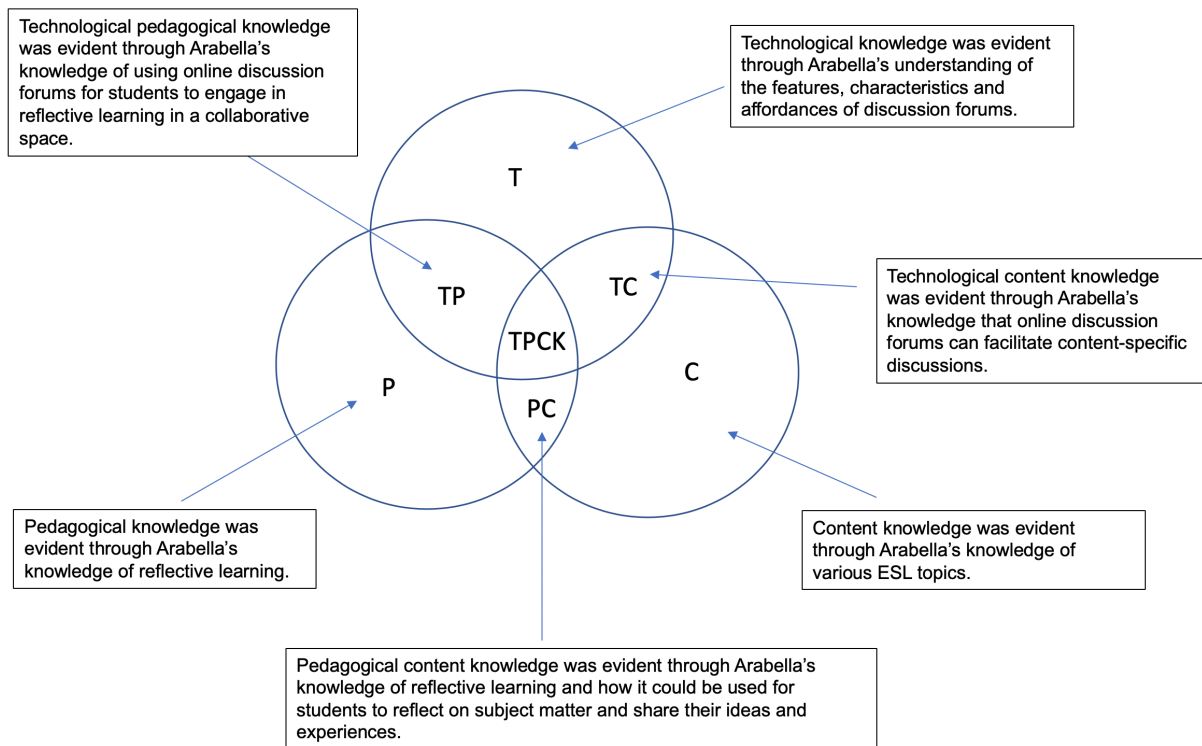 Technological pedagogical knowledge
was evident through Arabella’s
knowledge of using online discussion
forums for students to engage in
reflective learning in a collaborative
space.
Technological knowledge was evident
through Arabella’s understanding of
the features, characteristics and
affordances of discussion forums.
T
TP
TC
Technological content knowledge
was evident through Arabella’s
knowledge that online discussion
forums can facilitate content-specific
discussions.
TPCK
P
C
PC
Pedagogical knowledge was
evident through Arabella’s
knowledge of reflective learning.
Content knowledge was evident
through Arabella’s knowledge of
various ESL topics.
Pedagogical content knowledge was evident through Arabella’s
knowledge of reflective learning and how it could be used for
students to reflect on subject matter and share their ideas and
experiences.